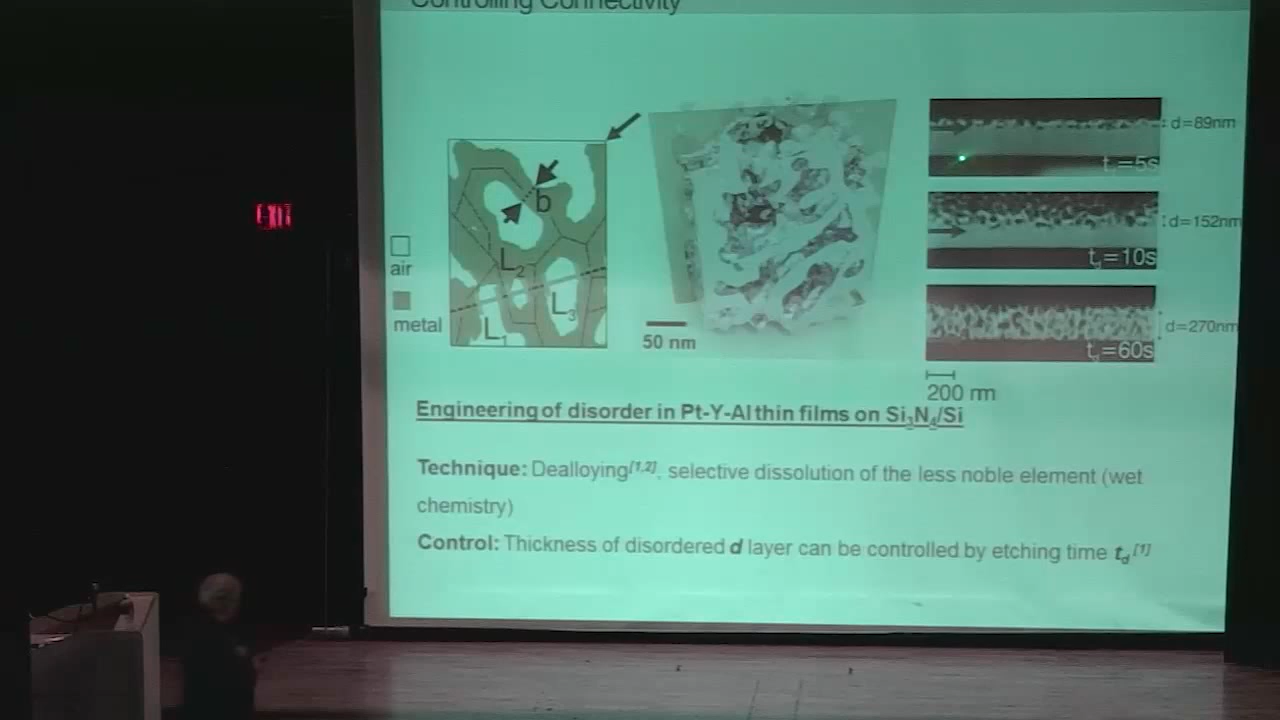 Controlling Connectivity
EXIT
d=89nm
t_=5s
b
air
metal
L2
L3
L1
50 nm
d=152nm
td=10s
d=270nm
td=60s
200 nm
Engineering of disorder in Pt-Y-Al thin films on Si3N4/Si
Technique: Dealloying[1,2], selective dissolution of the less noble element (wet
chemistry)
Control: Thickness of disordered d layer can be controlled by etching time td[1]